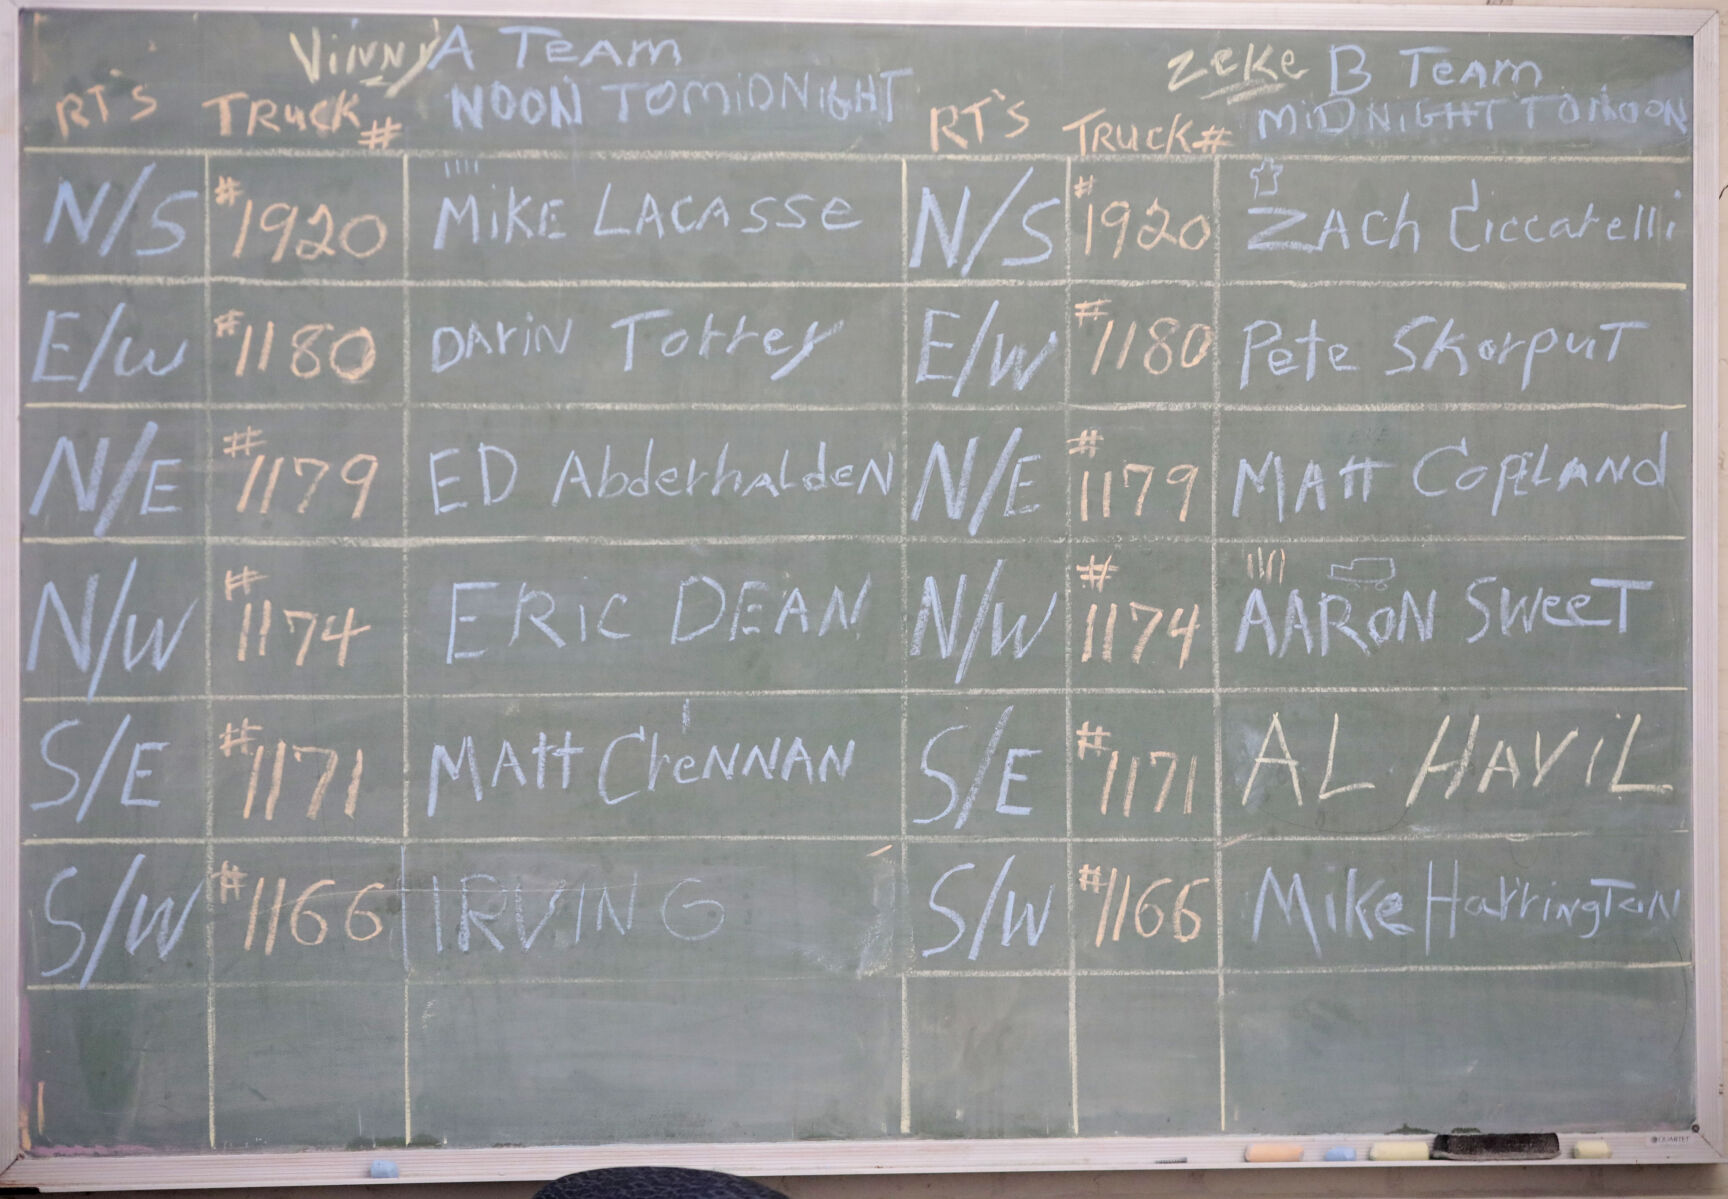 Vinny A Team Zeke B Team
RT'S Truck # NOON TO MIDNIGHT RT'S Truck # MIDNIGHT TO NOON
N/S #1920 MIKE LACASSE N/S #1920 ZACh Ciccarelli
E/W #1180 DARIN Torrey E/W #1180 Pete SkorpuT
N/E #1179 ED AbderhaldeN N/E #1179 MATT COPELAND
N/W #1174 ERIC DEAN N/W #1174 AARON SWeeT
S/E #1171 MATT CreNNAN S/E #1171 AL HAViL
S/W #1166 IRVING S/W #1166 Mike HarringToN
QUARTET